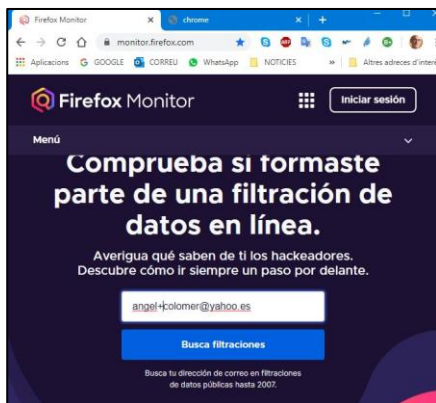 Firefox Monitor
chrome
monitor.firefox.com
Aplicacions
GOOGLE
CORREU
WhatsApp
NOTICIES
Altres adreces d'interè
Firefox Monitor
Iniciar sesión
Menú
Comprueba si formaste
parte de una filtración de
datos en línea.
Averigua qué saben de ti los hackeadores.
Descubre cómo ir siempre un paso por delante.
angel+colomer@yahoo.es
Busca filtraciones
Busca tu dirección de correo en filtraciones
de datos públicas hasta 2007.